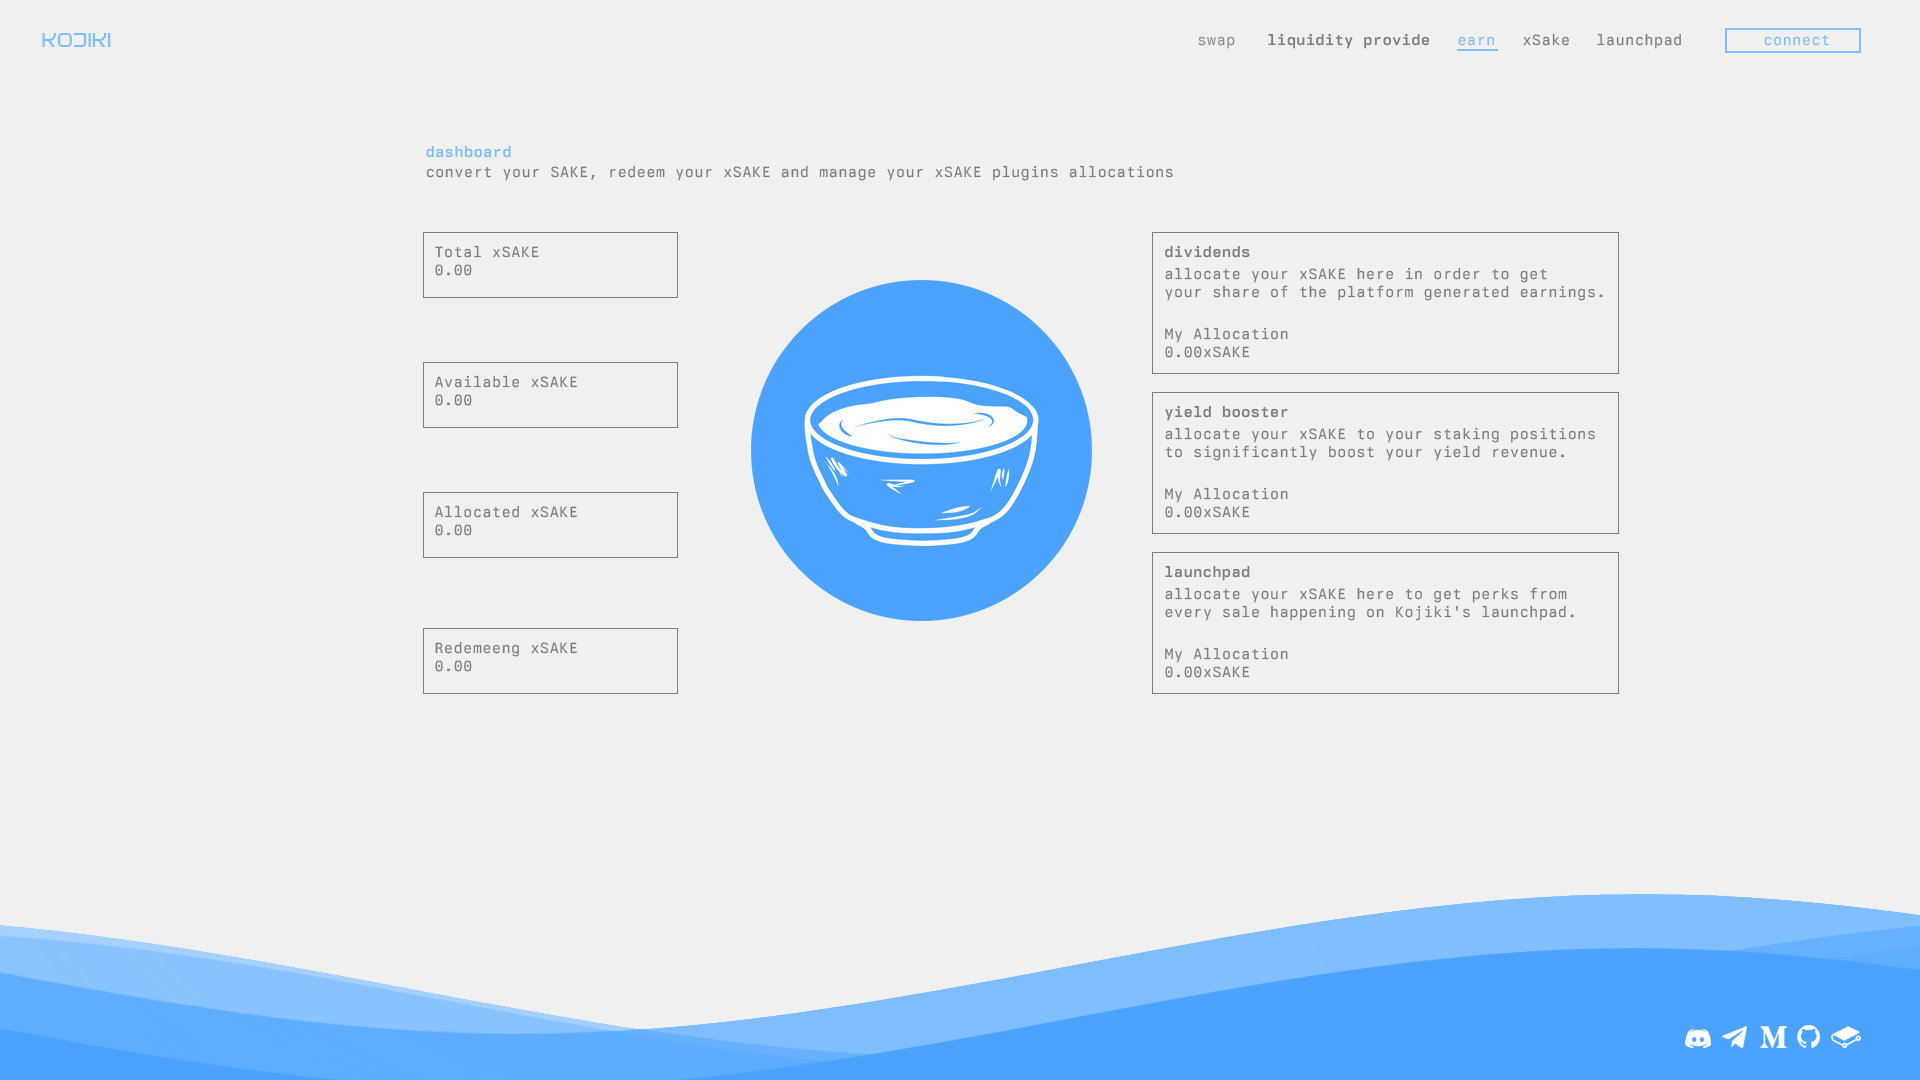 KOJIKI
swap liquidity provide earn xSake launchpad connect
dashboard
convert your SAKE, redeem your xSAKE and manage your xSAKE plugins allocations
Total xSAKE
0.00
Available xSAKE
0.00
Allocated xSAKE
0.00
Redemeeng xSAKE
0.00
dividends
allocate your xSAKE here in order to get
your share of the platform generated earnings.
My Allocation
0.00xSAKE
yield booster
allocate your xSAKE to your staking positions
to significantly boost your yield revenue.
My Allocation
0.00xSAKE
launchpad
allocate your xSAKE here to get perks from
every sale happening on Kojiki's launchpad.
My Allocation
0.00xSAKE